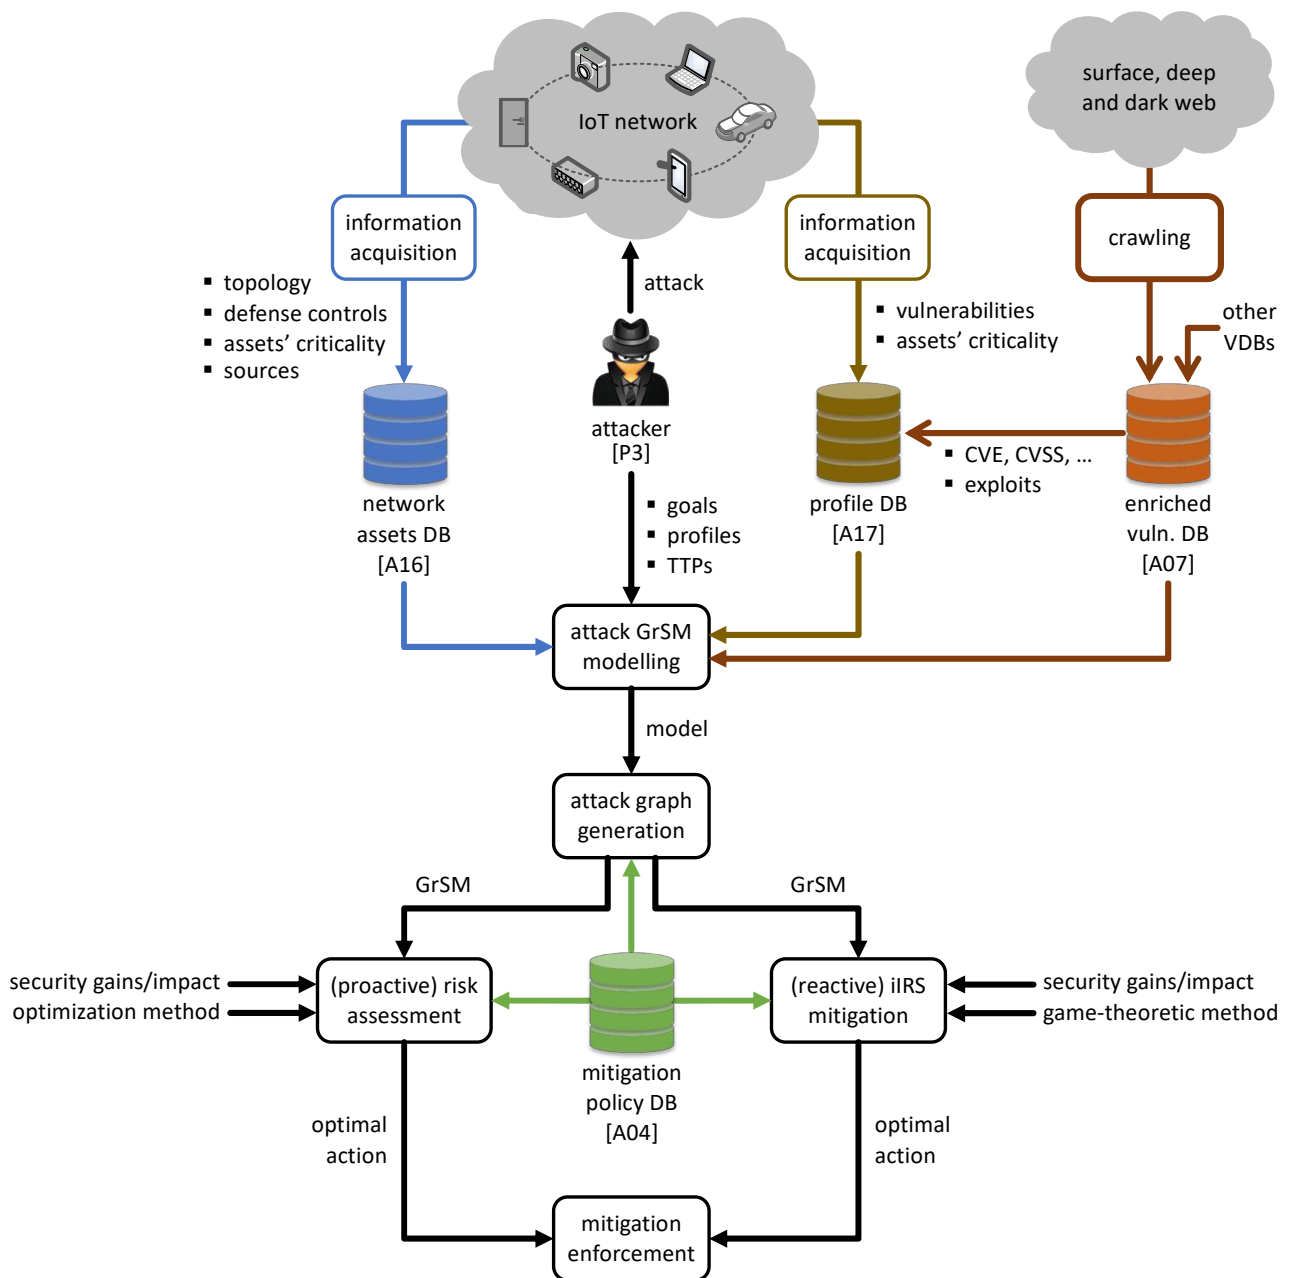 surface, deep
and dark web
IoT network
information
acquisition
information
acquisition
crawling
▪ topology
▪ defense controls
▪ assets’ criticality
▪ sources
attack
▪ vulnerabilities
▪ assets’ criticality
other
VDBs
attacker
[P3]
▪ CVE, CVSS, …
▪ exploits
network
assets DB
[A16]
▪ goals
▪ profiles
▪ TTPs
profile DB
[A17]
enriched
vuln. DB
[A07]
attack GrSM
modelling
model
attack graph
generation
GrSM
GrSM
security gains/impact
optimization method
(proactive) risk
assessment
(reactive) iIRS
mitigation
security gains/impact
game-theoretic method
mitigation
policy DB
[A04]
optimal
action
optimal
action
mitigation
enforcement